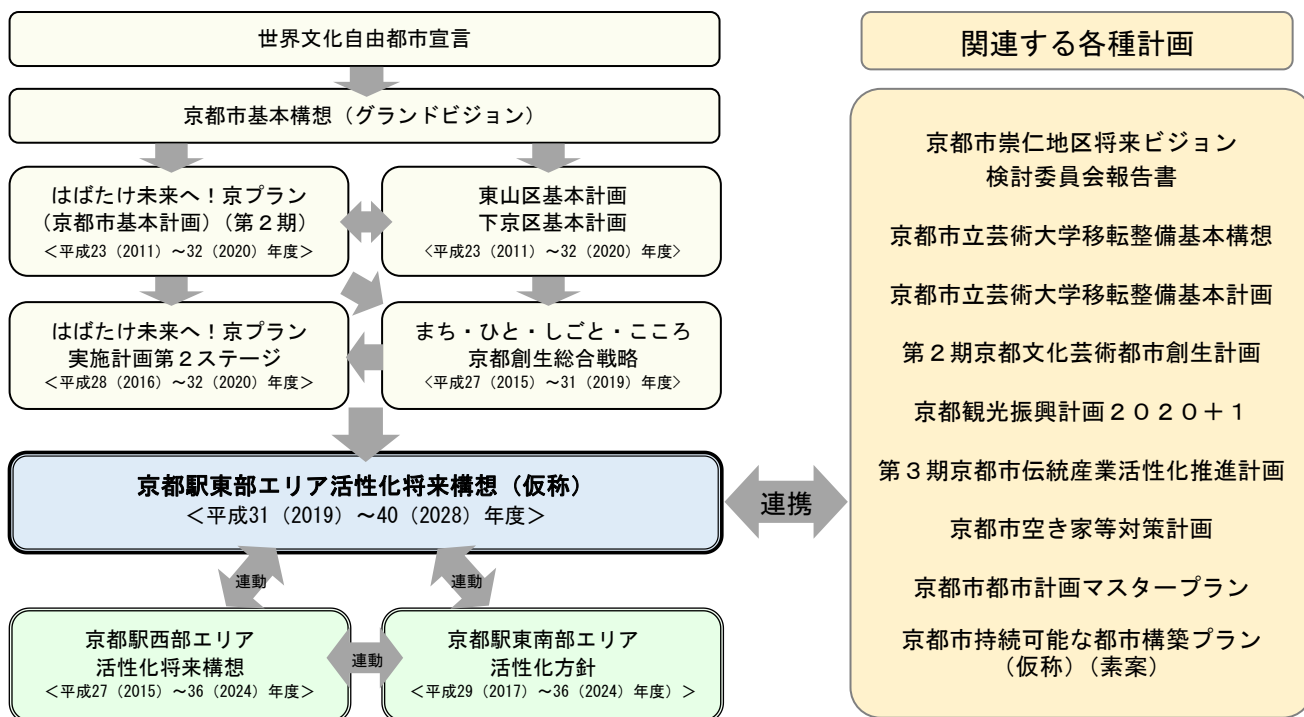 世界文化自由都市宣言
京都市基本構想（グランドビジョン）
はばたけ未来へ！京プラン
（京都市基本計画）（第２期）
＜平成23（2011）～32（2020）年度＞
東山区基本計画
下京区基本計画
〈平成23（2011）～32（2020）年度〉
はばたけ未来へ！京プラン
実施計画第２ステージ
＜平成28（2016）～32（2020）年度＞
まち・ひと・しごと・こころ
京都創生総合戦略
〈平成27（2015）～31（2019）年度〉
京都駅東部エリア活性化将来構想（仮称）
＜平成31（2019）～40（2028）年度＞
連動
連動
京都駅西部エリア
活性化将来構想
＜平成27（2015）～36（2024）年度＞
連動
京都駅東南部エリア
活性化方針
＜平成29（2017）～36（2024）年度）＞
連携
関連する各種計画
京都市崇仁地区将来ビジョン
検討委員会報告書
京都市立芸術大学移転整備基本構想
京都市立芸術大学移転整備基本計画
第２期京都文化芸術都市創生計画
京都観光振興計画２０２０＋１
第３期京都市伝統産業活性化推進計画
京都市空き家等対策計画
京都市都市計画マスタープラン
京都市持続可能な都市構築プラン
（仮称）（素案）